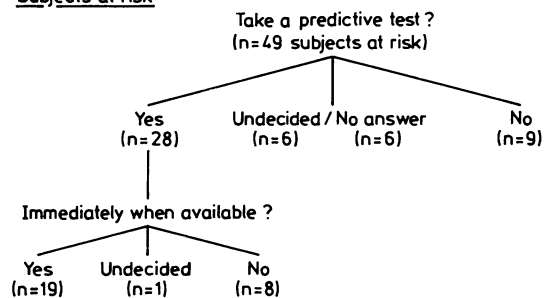 Subjects at risk
Take a predictive test ?
(n=49 subjects at risk)
Yes Undecided / No answer No
(n=28) (n=6) (n=6) (n=9)
Immediately when available ?
Yes Undecided No
(n=19) (n=1) (n=8)